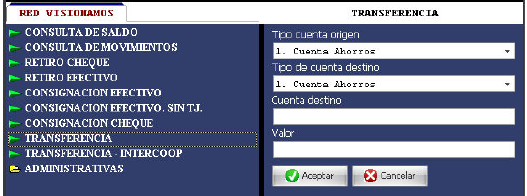 RED VISIONAMOS
CONSULTA DE SALDO
CONSULTA DE MOVIMIENTOS
RETIRO CHEQUE
RETIRO EFECTIVO
CONSIGNACION EFECTIVO
CONSIGNACION EFECTIVO. SIN TJ.
CONSIGNACION CHEQUE
TRANSFERENCIA
TRANSFERENCIA - INTERCOOP
ADMINISTRATIVAS
TRANSFERENCIA
Tipo cuenta origen
1. Cuenta Ahorros
Tipo de cuenta destino
1. Cuenta Ahorros
Cuenta destino
Valor
Aceptar
Cancelar